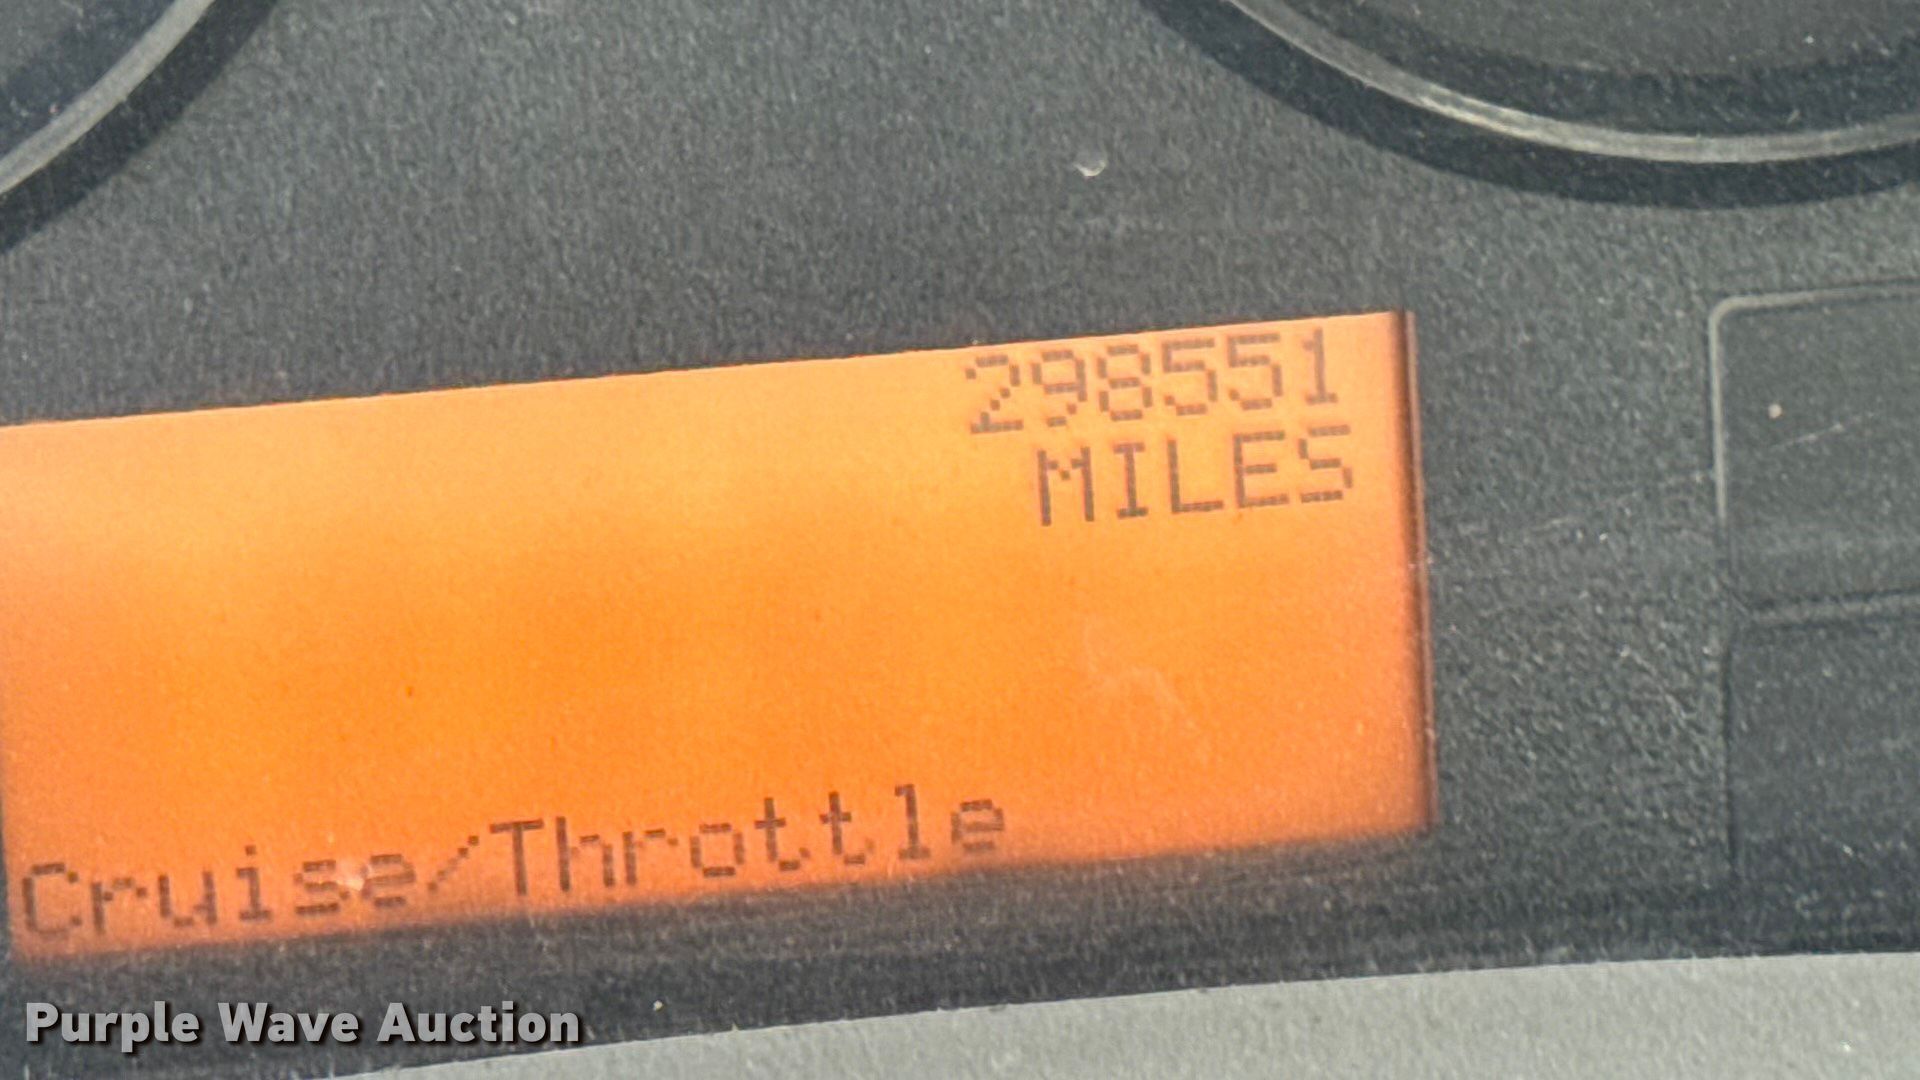 298551
MILES
Cruise/Throttle
Purple Wave Auction